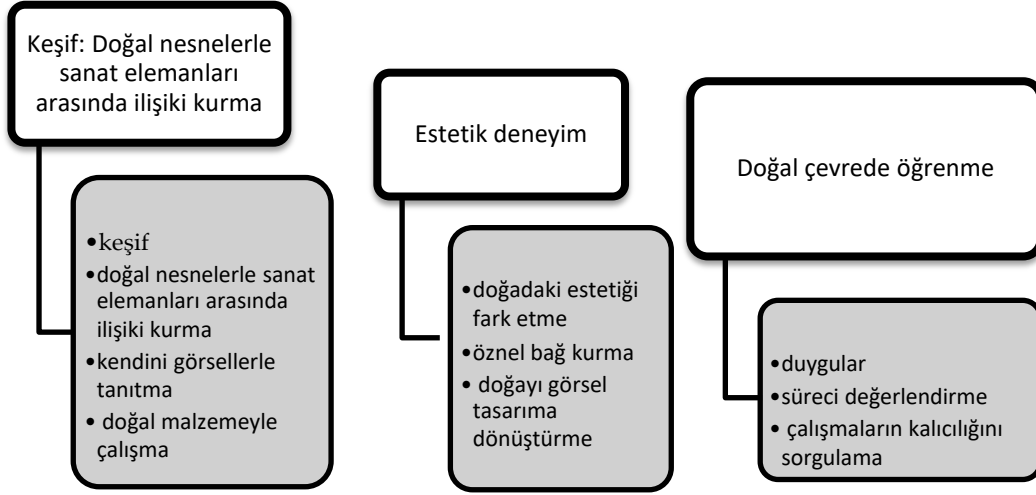 Keşif: Doğal nesnelerle
sanat elemanları
arasında ilişiki kurma
•keşif
•doğal nesnelerle sanat
elemanları arasında
ilişiki kurma
•kendini görsellerle
tanıtma
• doğal malzemeyle
çalışma
Estetik deneyim
•doğadaki estetiği
fark etme
•öznel bağ kurma
• doğayı görsel
tasarıma
dönüştürme
Doğal çevrede öğrenme
•duygular
•süreci değerlendirme
• çalışmaların kalıcılığını
sorgulama